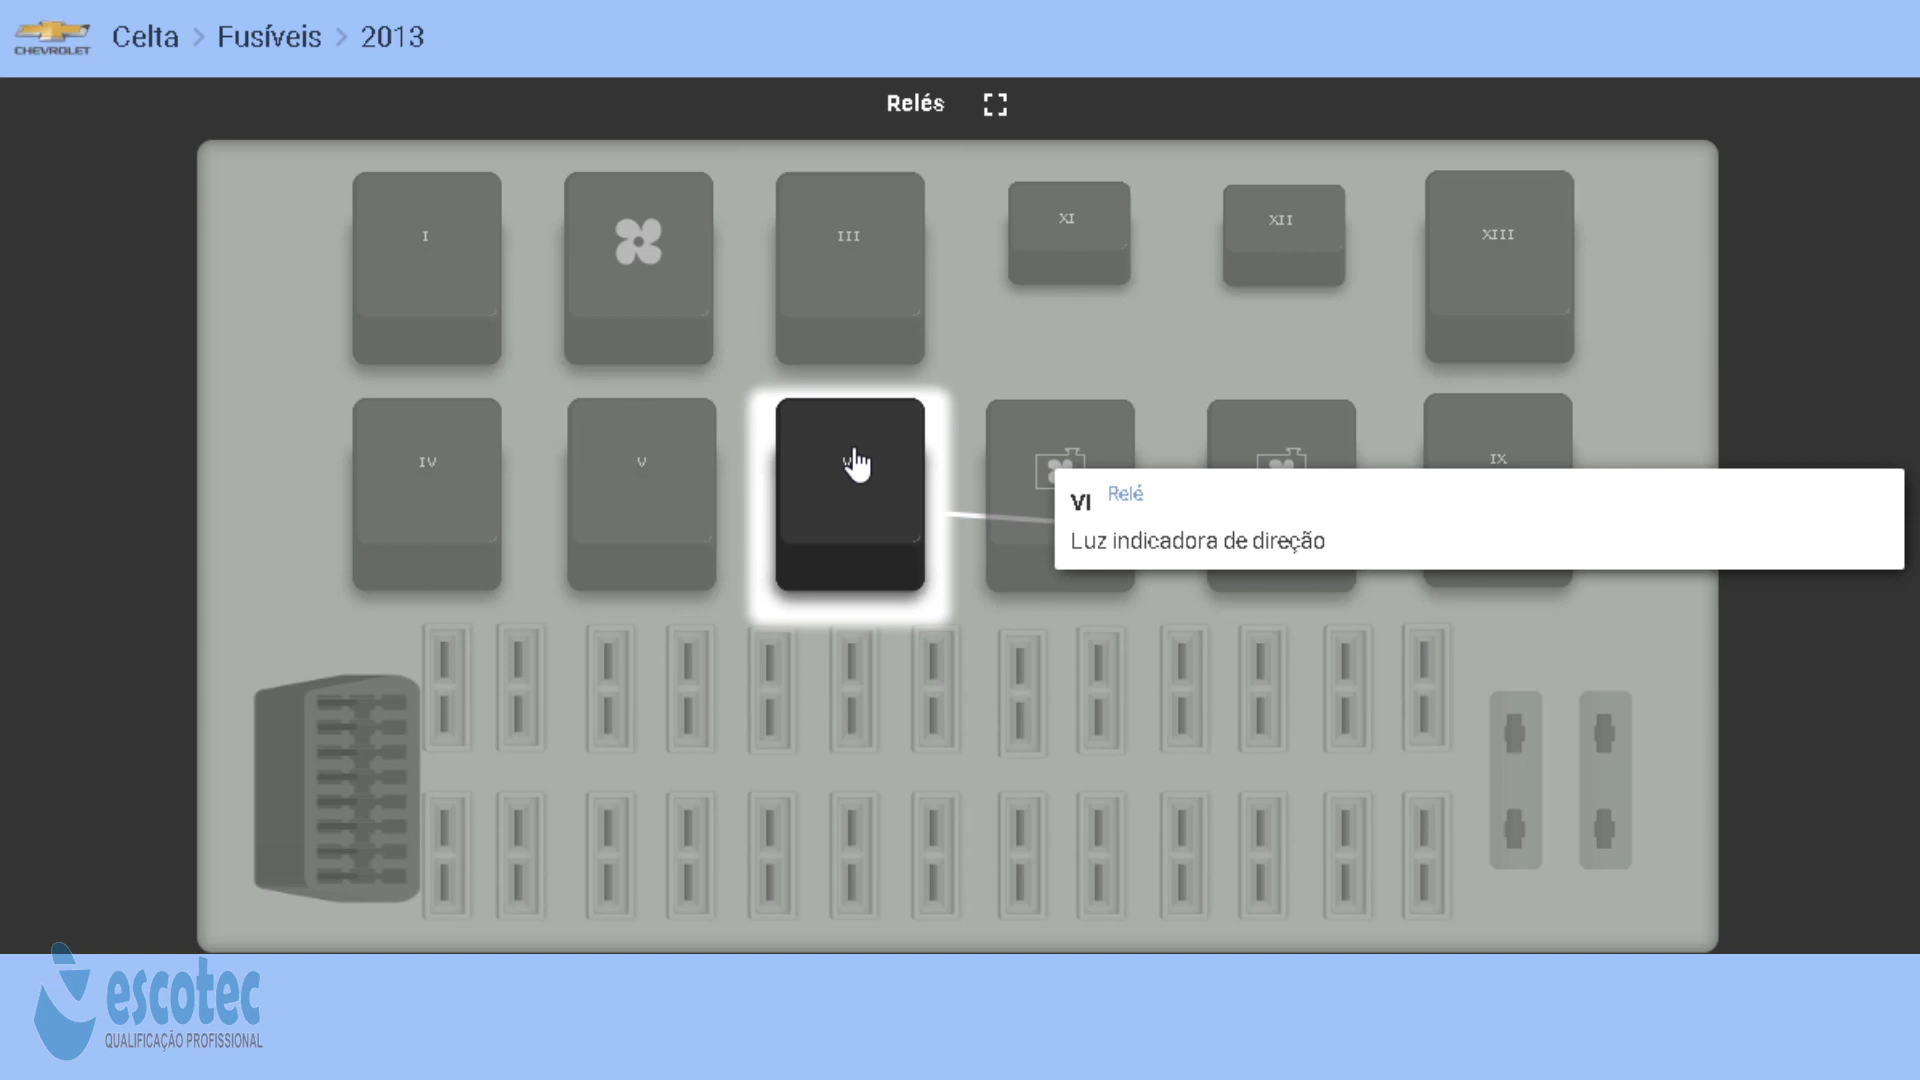 CHEVROLET
Celta > Fusíveis > 2013
Relés
I
III
XI
XII
XIII
IV
V
IX
VI Relé
Luz indicadora de direção
escotec
QUALIFICAÇÃO PROFISSIONAL